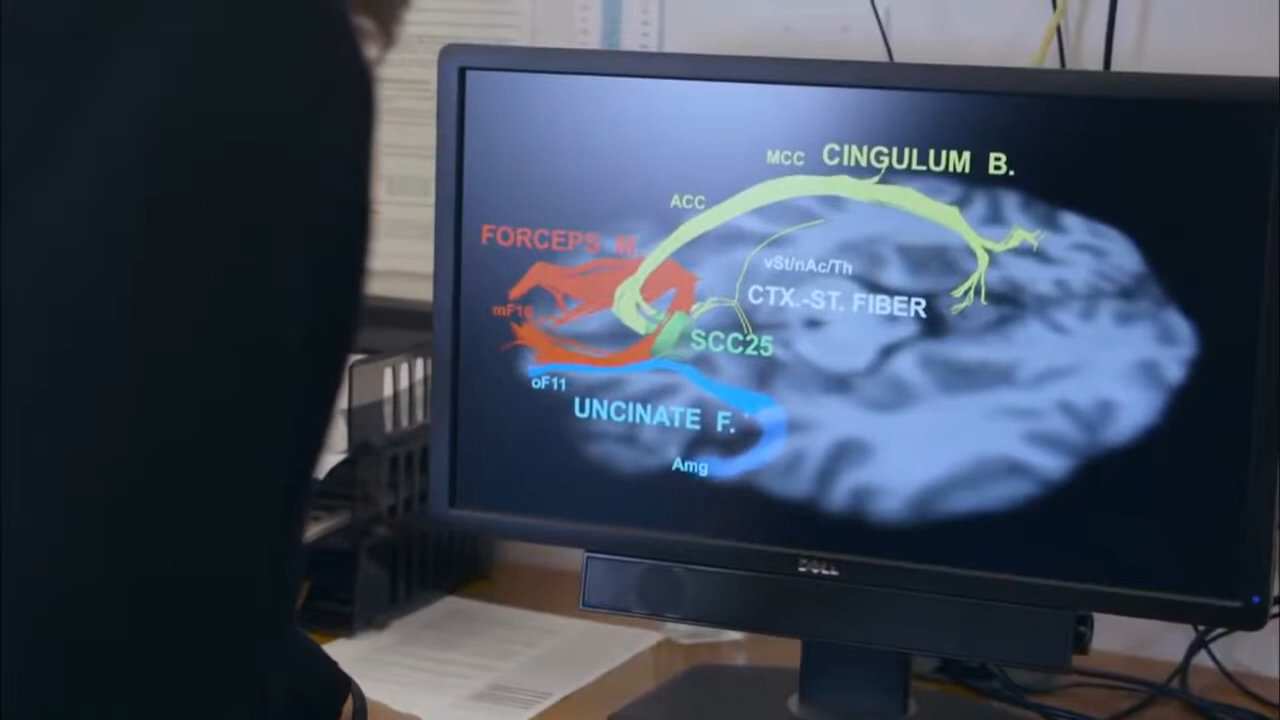 MCC CINGULUM B.
ACC
FORCEPS M.
vSt/nAc/Th
mF10
CTX.-ST. FIBER
SCC25
oF11
UNCINATE F.
Amg
DELL